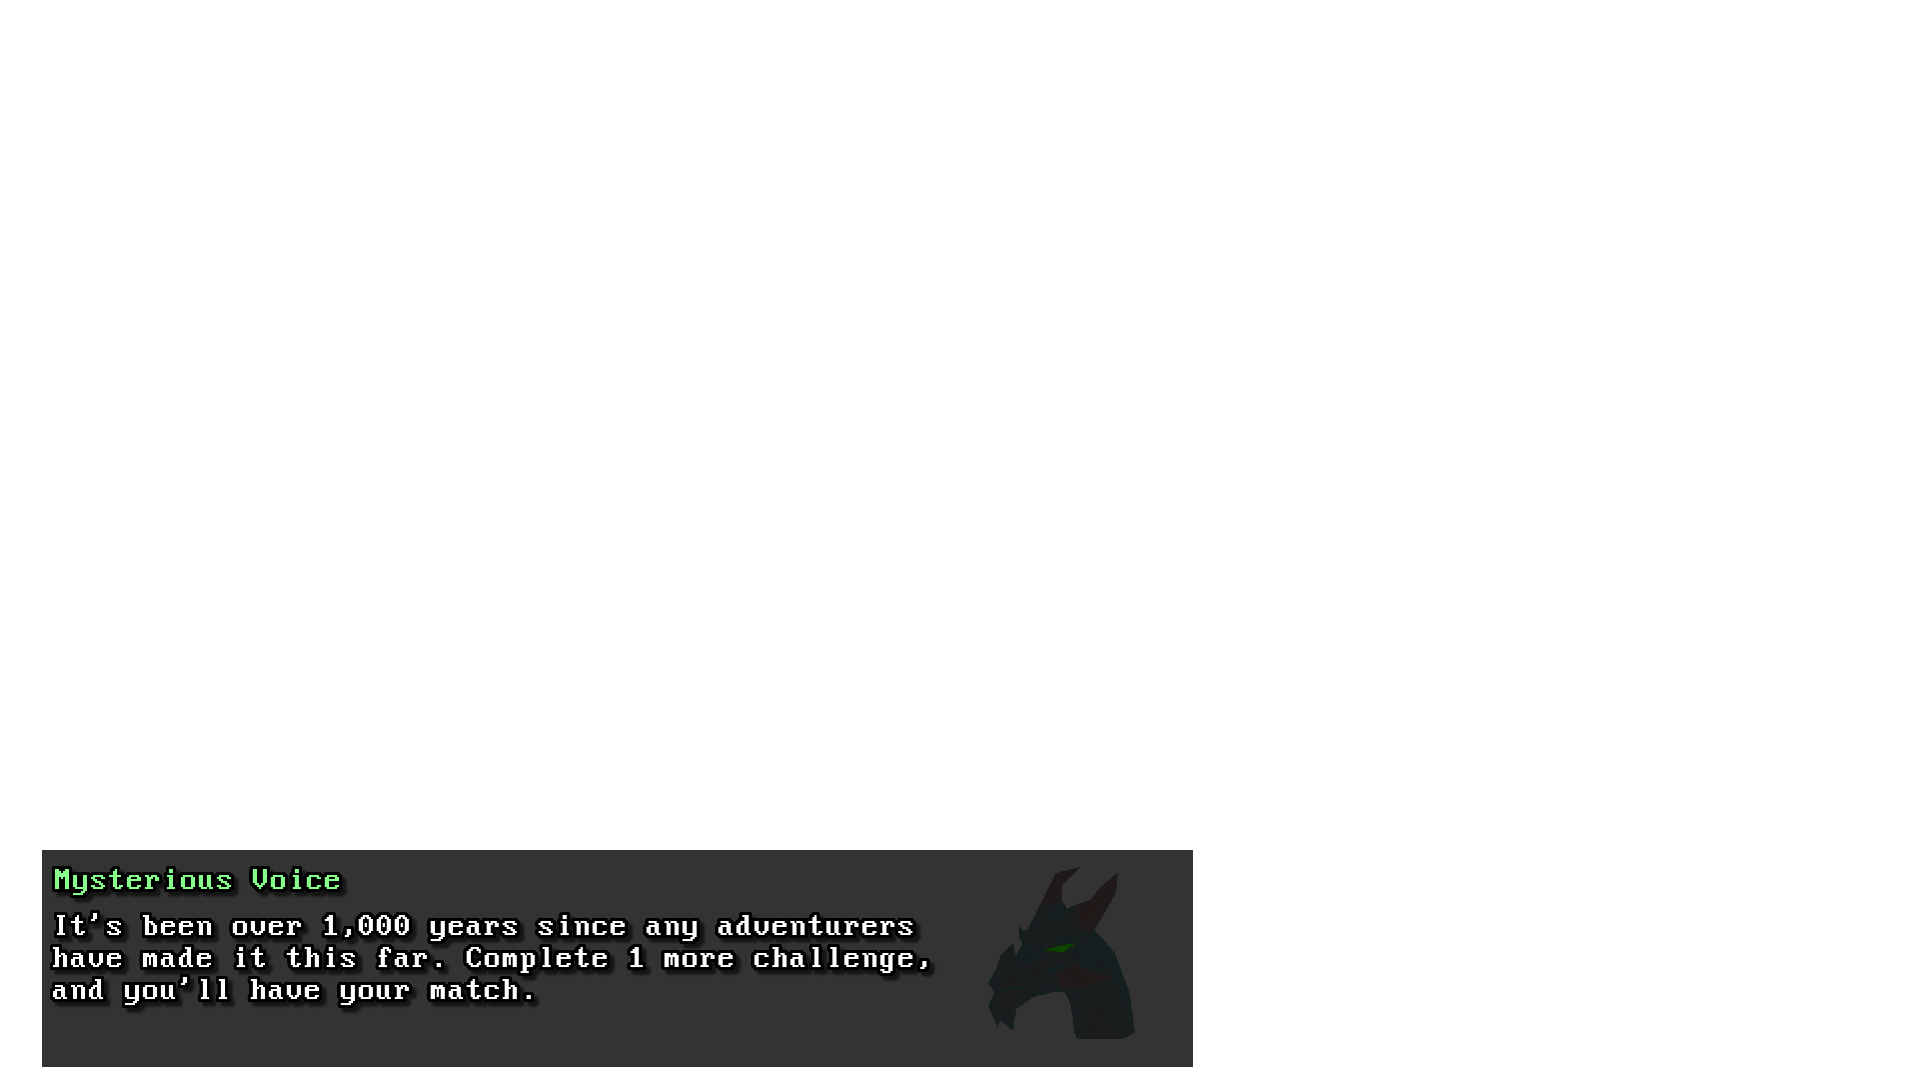 Mysterious Voice
It's been over 1,000 years since any adventurers
have made it this far. Complete 1 more challenge,
and you'll have your match.